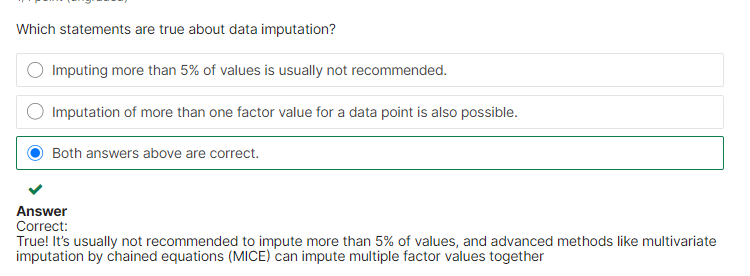 Which statements are true about data imputation?
Imputing more than 5% of values is usually not recommended.
Imputation of more than one factor value for a data point is also possible.
Both answers above are correct.
Answer
Correct:
True! It's usually not recommended to impute more than 5% of values, and advanced methods like multivariate
imputation by chained equations (MICE) can impute multiple factor values together